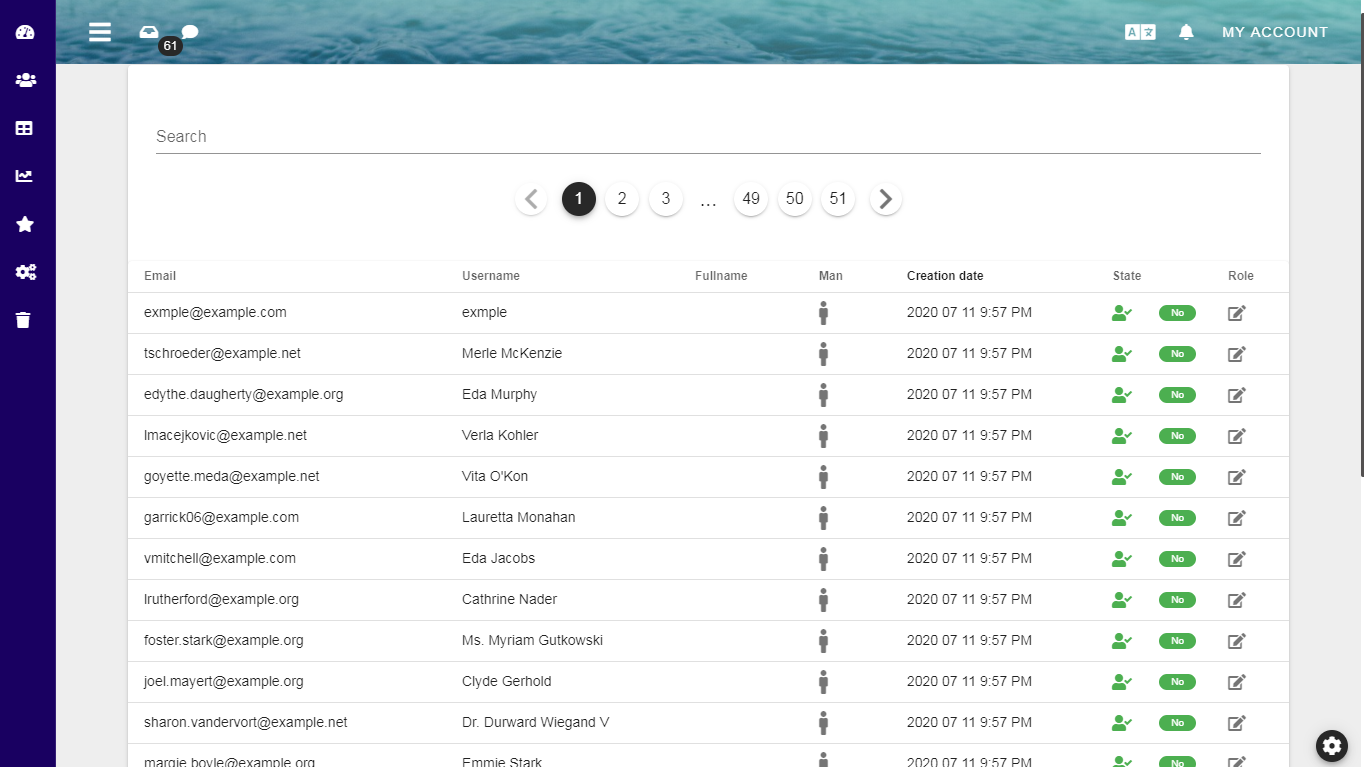 61
A 文
MY ACCOUNT
Search
1 2 3 ... 49 50 51
Email Username Fullname Man Creation date State Role
exmple@example.com exmple 2020 07 11 9:57 PM No
tschroeder@example.net Merle McKenzie 2020 07 11 9:57 PM No
edythe.daugherty@example.org Eda Murphy 2020 07 11 9:57 PM No
lmacejkovic@example.net Verla Kohler 2020 07 11 9:57 PM No
goyette.meda@example.net Vita O'Kon 2020 07 11 9:57 PM No
garrick06@example.com Lauretta Monahan 2020 07 11 9:57 PM No
vmitchell@example.com Eda Jacobs 2020 07 11 9:57 PM No
lrutherford@example.org Cathrine Nader 2020 07 11 9:57 PM No
foster.stark@example.org Ms. Myriam Gutkowski 2020 07 11 9:57 PM No
joel.mayert@example.org Clyde Gerhold 2020 07 11 9:57 PM No
sharon.vandervort@example.net Dr. Durward Wiegand V 2020 07 11 9:57 PM No
margie.boyle@example.org Emmie Stark 2020 07 11 9:57 PM No